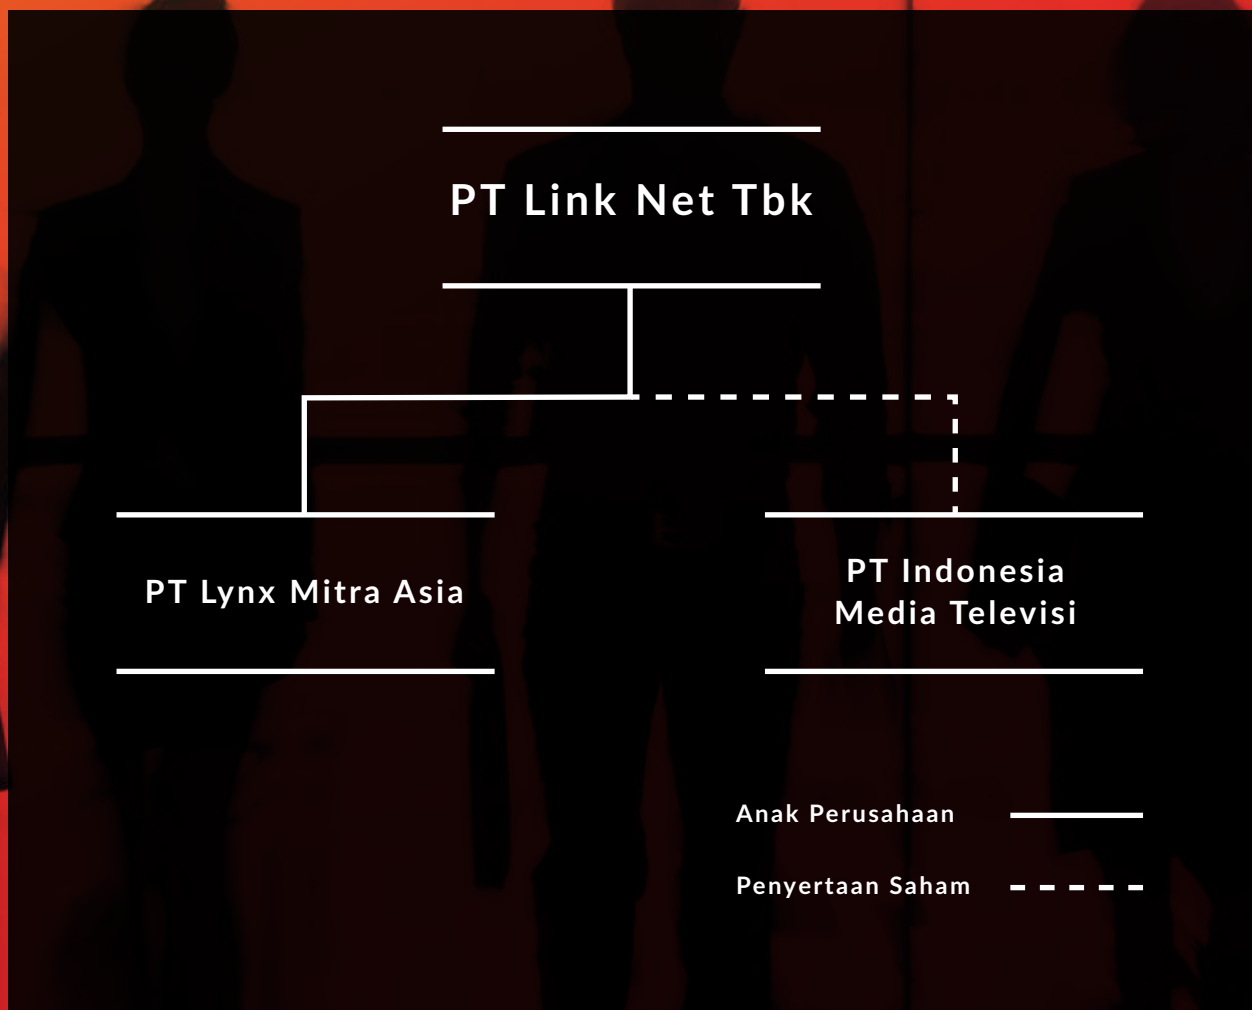 PT Link Net Tbk
PT Lynx Mitra Asia
PT Indonesia
Media Televisi
Anak Perusahaan
Penyertaan Saham